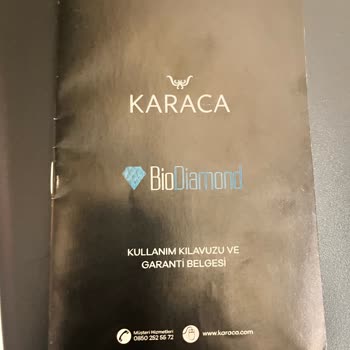 KARACA
BioDiamond
KULLANIM KILAVUZU VE
GARANTİ BELGESİ
Müşteri Hizmetleri
0850 252 55 72
www.karaca.com